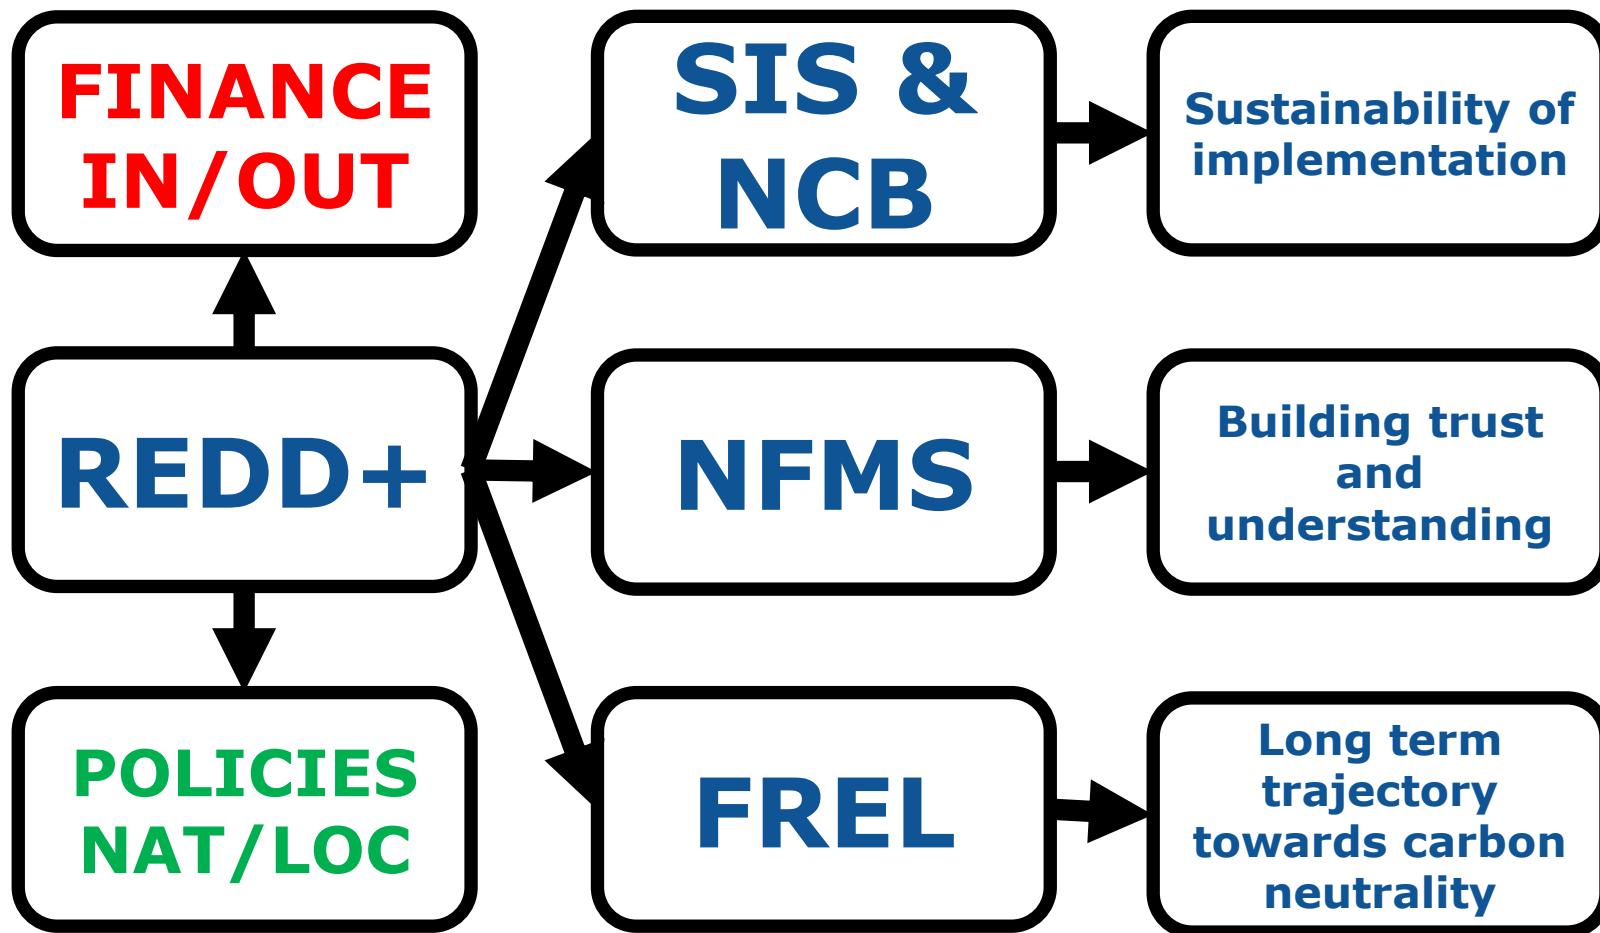 FINANCE
IN/OUT
SIS &
NCB
Sustainability of
implementation
REDD+
NFMS
Building trust
and
understanding
POLICIES
NAT/LOC
FREL
Long term
trajectory
towards carbon
neutrality